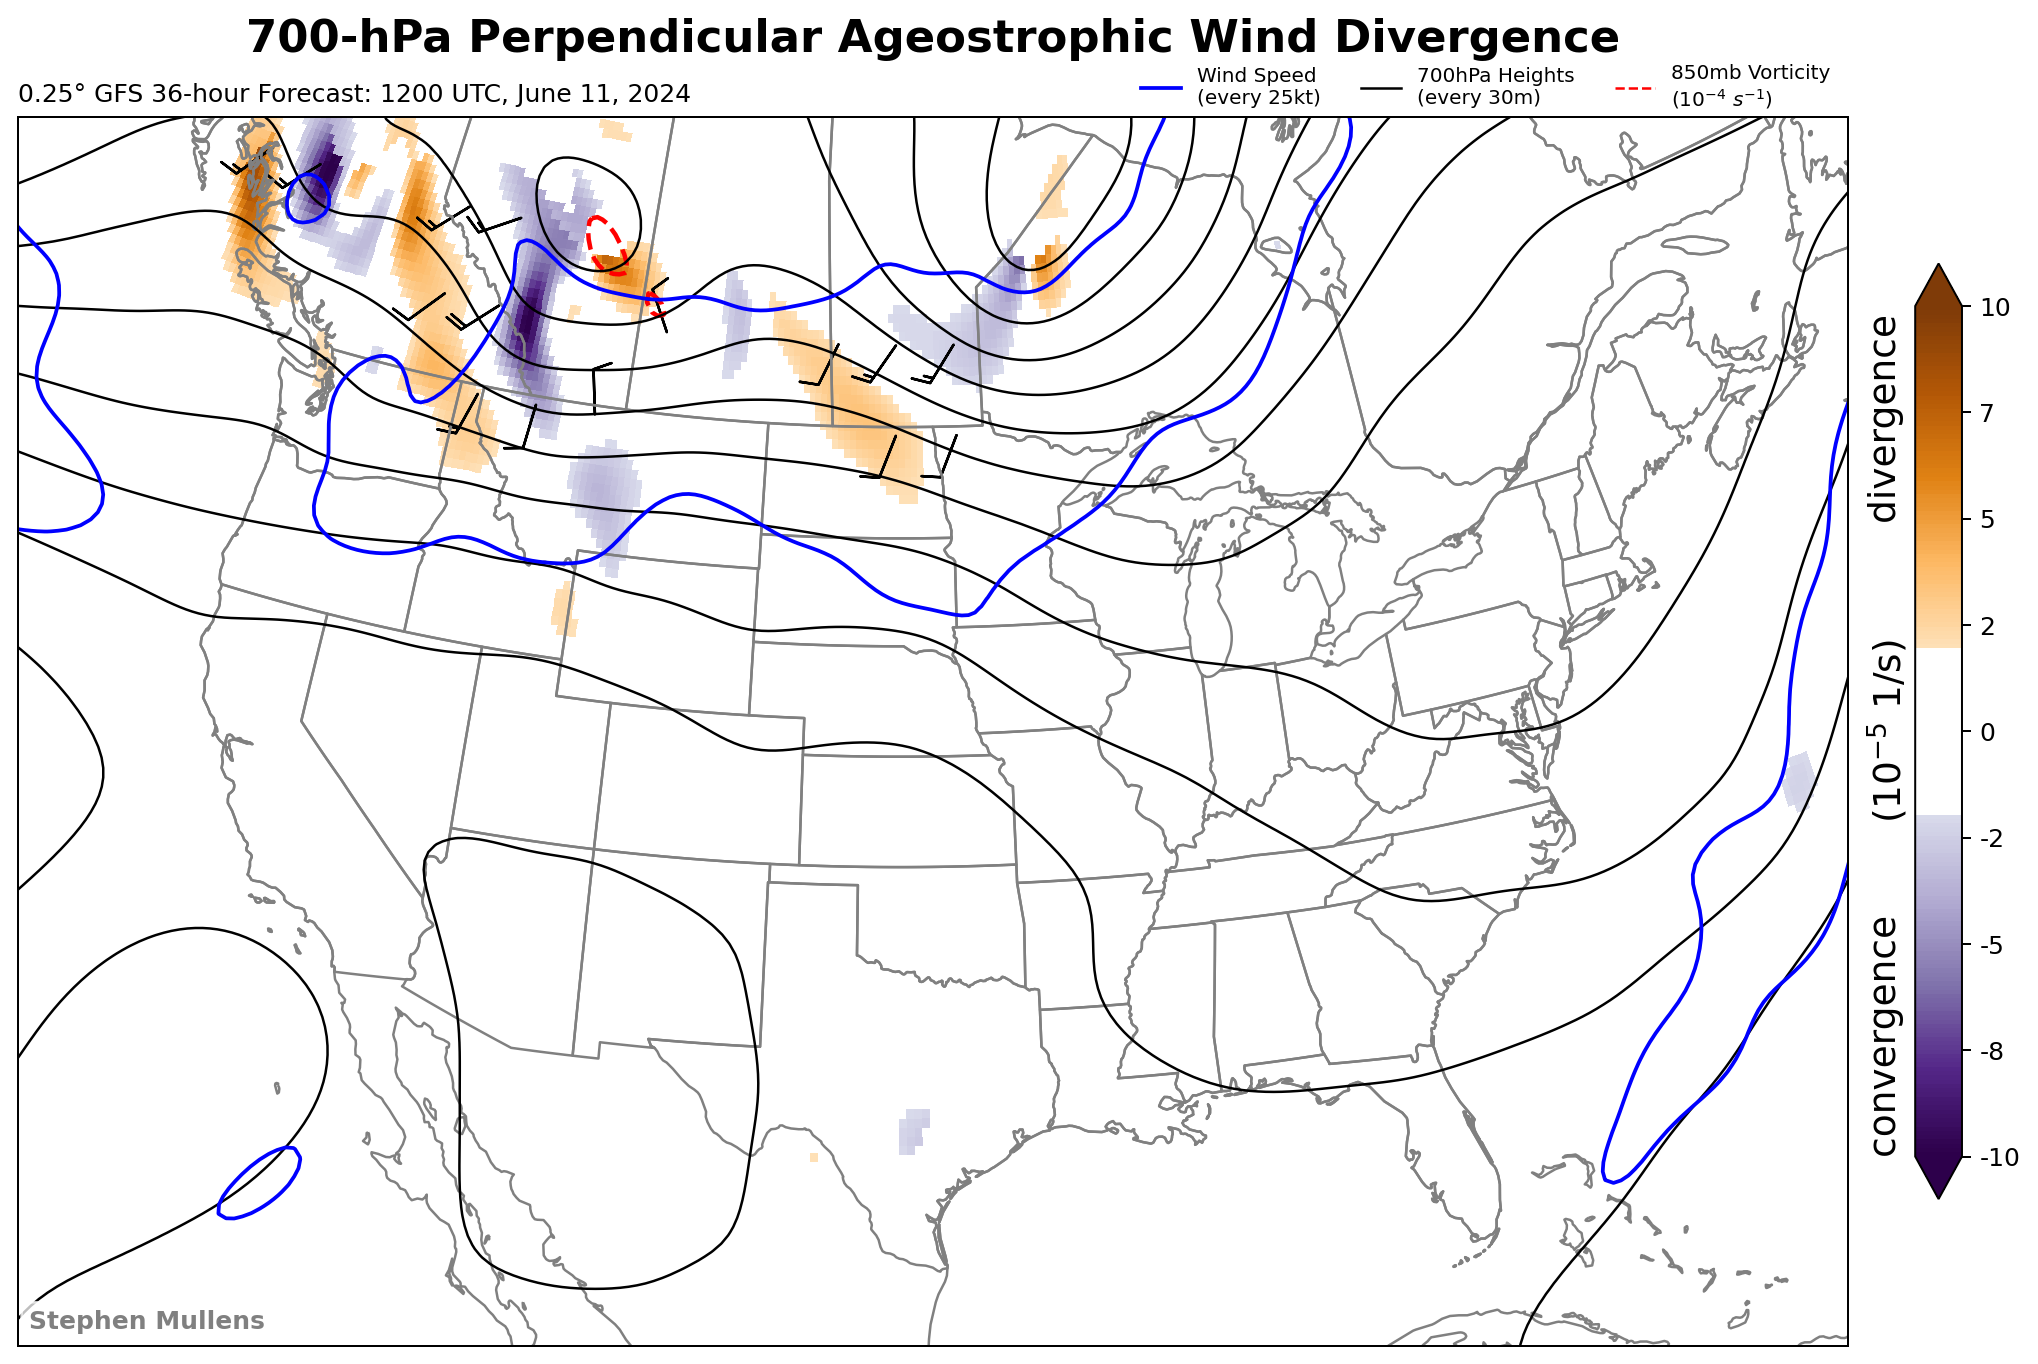 700-hPa Perpendicular Ageostrophic Wind Divergence
0.25° GFS 36-hour Forecast: 1200 UTC, June 11, 2024
Wind Speed
(every 25kt)
700hPa Heights
(every 30m)
850mb Vorticity
(10⁻⁴ s⁻¹)
10
7
5
2
0
-2
-5
-8
-10
convergence (10⁻⁵ 1/s) divergence
Stephen Mullens